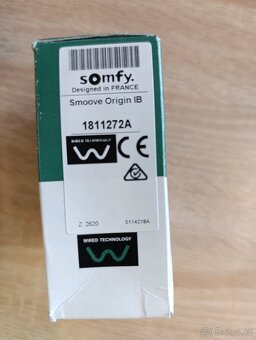 somfy.
Designed in FRANCE
Smoove Origin IB
1811272A
WIRED TECHNOLOGY
CE
Z 2620
5114218A
WIRED TECHNOLOGY